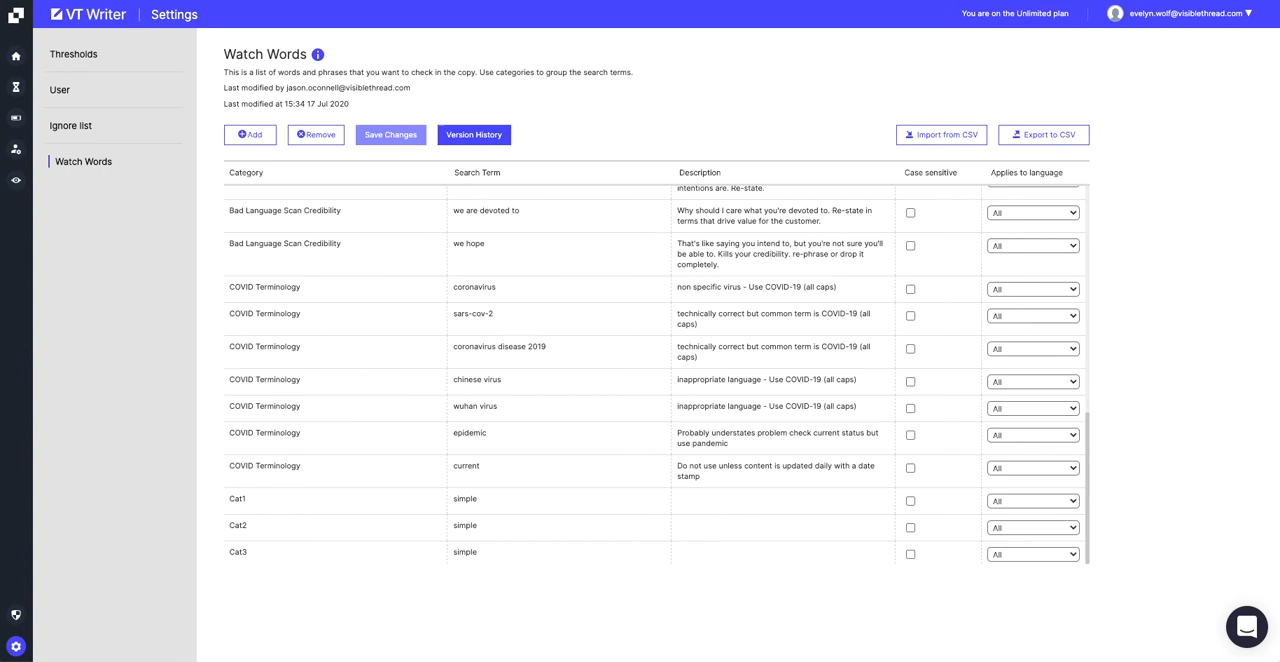 VT Writer | Settings
You are on the Unlimited plan
evelyn.wolf@visiblethread.com
Thresholds
User
Ignore list
Watch Words
Watch Words
This is a list of words and phrases that you want to check in the copy. Use categories to group the search terms.
Last modified by jason.oconnell@visiblethread.com
Last modified at 15:34 17 Jul 2020
Add Remove Save Changes Version History Import from CSV Export to CSV
Category Search Term Description Case sensitive Applies to language
intentions are. Re-state.
Bad Language Scan Credibility we are devoted to Why should I care what you're devoted to. Re-state in All
terms that drive value for the customer.
Bad Language Scan Credibility we hope That's like saying you intend to, but you're not sure you'll All
be able to. Kills your credibility. re-phrase or drop it
completely.
COVID Terminology coronavirus non specific virus - Use COVID-19 (all caps) All
COVID Terminology sars-cov-2 technically correct but common term is COVID-19 (all All
caps)
COVID Terminology coronavirus disease 2019 technically correct but common term is COVID-19 (all All
caps)
COVID Terminology chinese virus inappropriate language - Use COVID-19 (all caps) All
COVID Terminology wuhan virus inappropriate language - Use COVID-19 (all caps) All
COVID Terminology epidemic Probably understates problem check current status but All
use pandemic
COVID Terminology current Do not use unless content is updated daily with a date All
stamp
Cat1 simple All
Cat2 simple All
Cat3 simple All